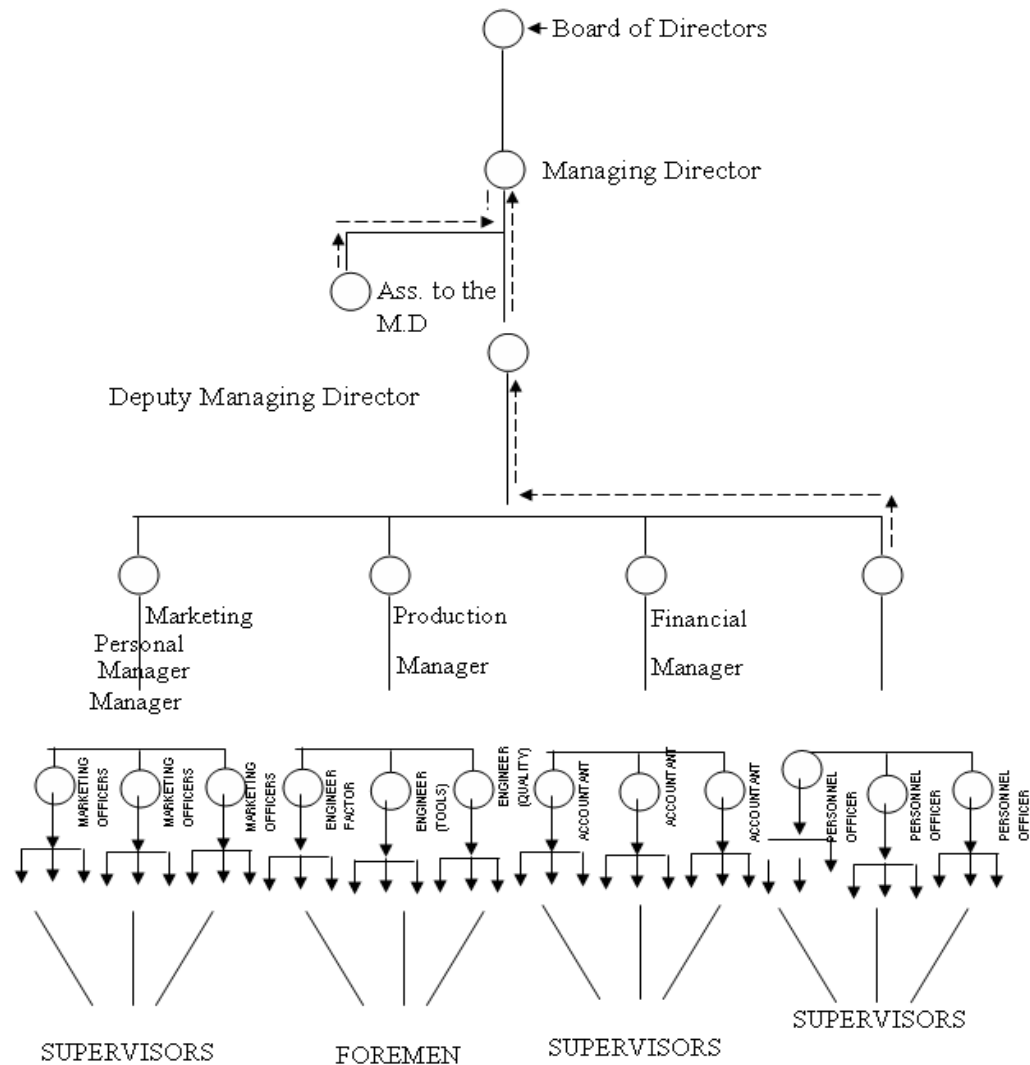 Board of Directors
Managing Director
Ass. to the
M.D
Deputy Managing Director
Marketing
Personal
Manager
Manager
Production
Manager
Financial
Manager
MARKETING
OFFICERS
MARKETING
OFFICERS
MARKETING
OFFICERS
ENGINEER
FACTOR
ENGINEER
(TOOLS)
ENGINEER
(QUALITY)
ACCOUNTANT
ACCOUNTANT
ACCOUNTANT
PERSONNEL
OFFICER
PERSONNEL
OFFICER
PERSONNEL
OFFICER
SUPERVISORS
FOREMEN
SUPERVISORS
SUPERVISORS